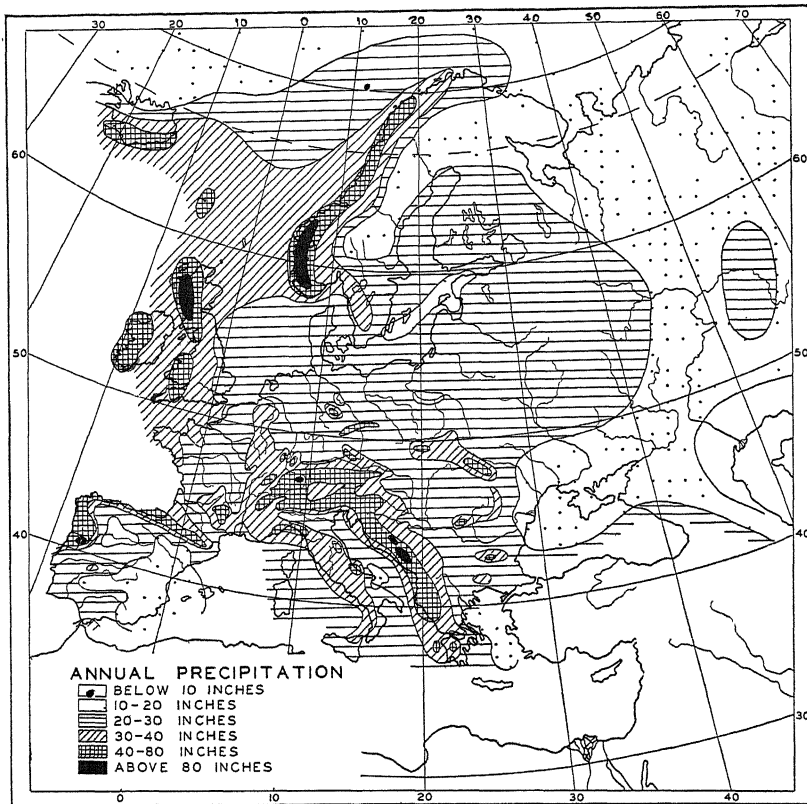 30 20 10 0 10 20 30 40 50 60 70
60 60
50 50
40 40
30
ANNUAL PRECIPITATION
BELOW 10 INCHES
10-20 INCHES
20-30 INCHES
30-40 INCHES
40-80 INCHES
ABOVE 80 INCHES
0 10 20 30 40